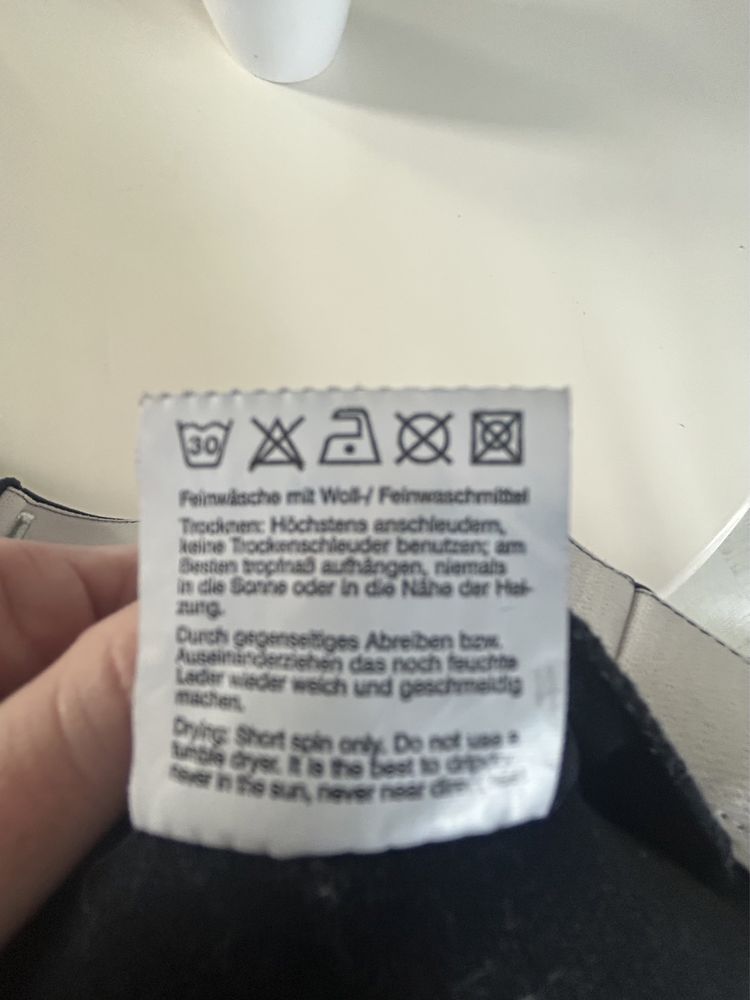 30
Feinwäsche mit Woll-/ Feinwaschmittel
Trocknen: Höchstens anschleudern,
keine Trockenschleuder benutzen; am
Besten tropfnaß aufhängen, niemals
in die Sonne oder in die Nähe der Hei-
zung.
Durch gegenseitiges Abreiben bzw.
Auseinanderziehen das noch feuchte
Leder wieder weich und geschmeidig
machen.
Drying: Short spin only. Do not use a
tumble dryer. It is the best to
never in the sun, never near